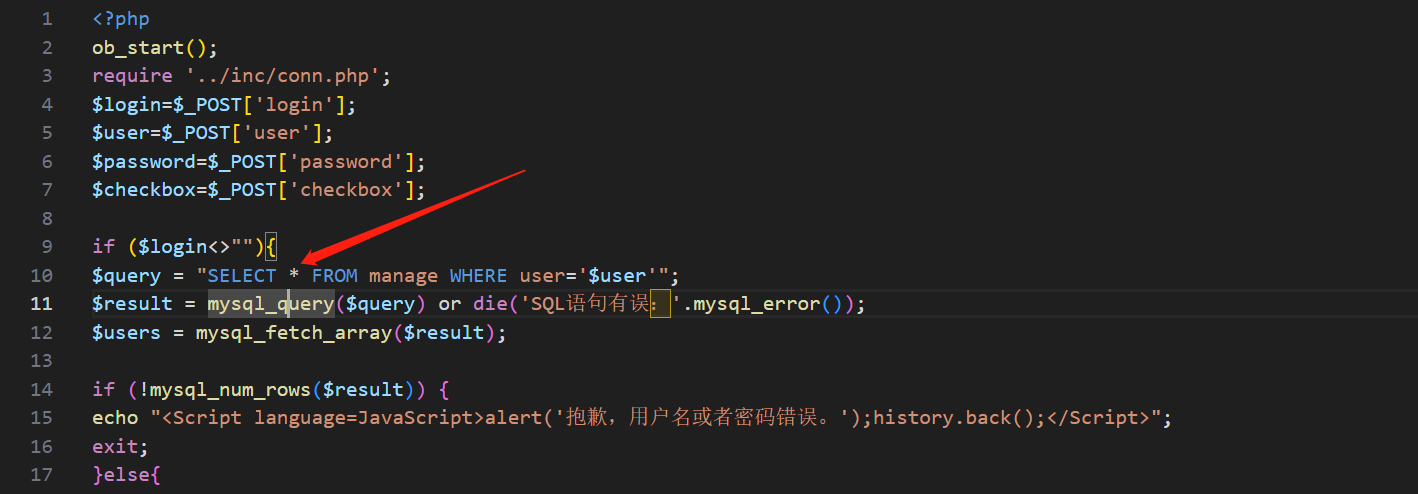 1 <?php
2 ob_start();
3 require '../inc/conn.php';
4 $login=$_POST['login'];
5 $user=$_POST['user'];
6 $password=$_POST['password'];
7 $checkbox=$_POST['checkbox'];
8
9 if ($login<>""){
10 $query = "SELECT * FROM manage WHERE user='$user'";
11 $result = mysql_query($query) or die('SQL语句有误：'.mysql_error());
12 $users = mysql_fetch_array($result);
13
14 if (!mysql_num_rows($result)) {
15 echo "<Script language=JavaScript>alert('抱歉，用户名或者密码错误。');history.back();</Script>";
16 exit;
17 }else{